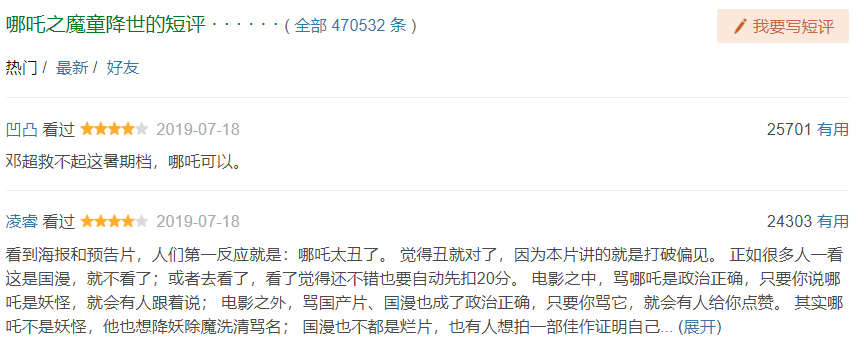 哪吒之魔童降世的短评 · · · · · · ( 全部 470532 条 )
我要写短评
热门 / 最新 / 好友
凹凸 看过 2019-07-18 25701 有用
邓超救不起这暑期档，哪吒可以。
凌睿 看过 2019-07-18 24303 有用
看到海报和预告片，人们第一反应就是：哪吒太丑了。 觉得丑就对了，因为本片讲的就是打破偏见。 正如很多人一看
这是国漫，就不看了；或者去看了，看了觉得还不错也要自动先扣20分。 电影之中，骂哪吒是政治正确，只要你说哪
吒是妖怪，就会有人跟着说； 电影之外，骂国产片、国漫也成了政治正确，只要你骂它，就会有人给你点赞。 其实哪
吒不是妖怪，他也想降妖除魔洗清骂名； 国漫也不都是烂片，也有人想拍一部佳作证明自己... (展开)